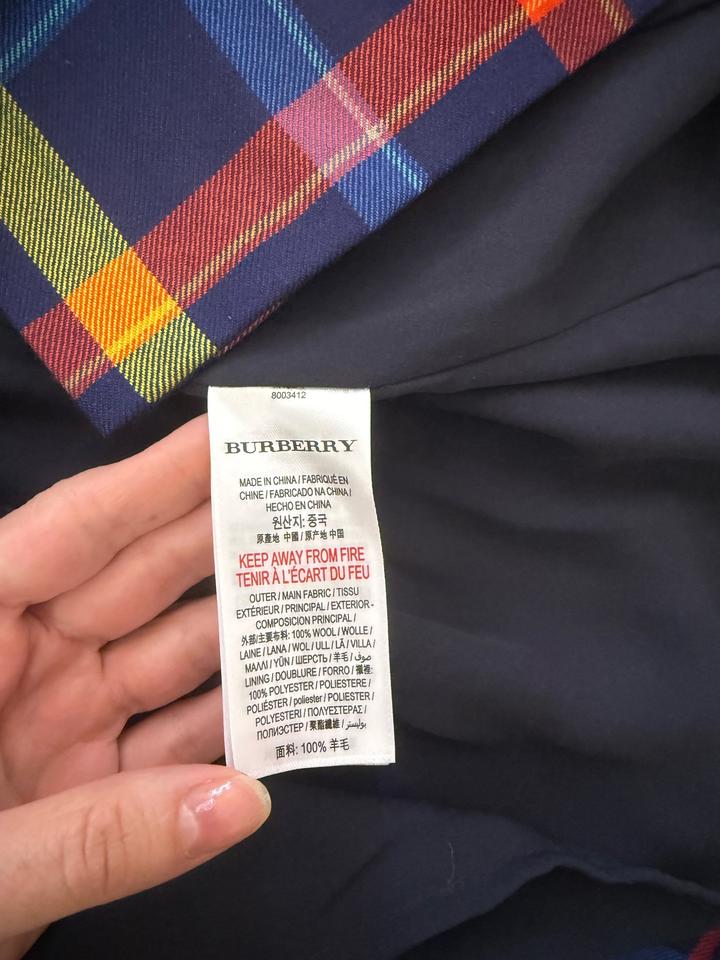 8003412
BURBERRY
MADE IN CHINA / FABRIQUÉ EN
CHINE / FABRICADO NA CHINA /
HECHO EN CHINA
원산지: 중국
原產地 中國 / 原产地 中国
KEEP AWAY FROM FIRE
TENIR À L'ÉCART DU FEU
OUTER / MAIN FABRIC / TISSU
EXTÉRIEUR / PRINCIPAL / EXTERIOR -
COMPOSICION PRINCIPAL /
外部/主要布料: 100% WOOL / WOLLE /
LAINE / LANA / WOL / ULL / LÃ / VILLA /
ΜΑΛΛΙ / YÜN / ШЕРСТЬ / 羊毛 / صوف
LINING / DOUBLURE / FORRO / 襯裡:
100% POLYESTER / POLIESTERE /
POLIÉSTER / poliester / POLIESTER /
POLYESTERI / ΠΟΛΥΕΣΤΕΡΑΣ /
ПОЛИЭСТЕР / 聚酯纖維 / بوليستر
面料: 100% 羊毛